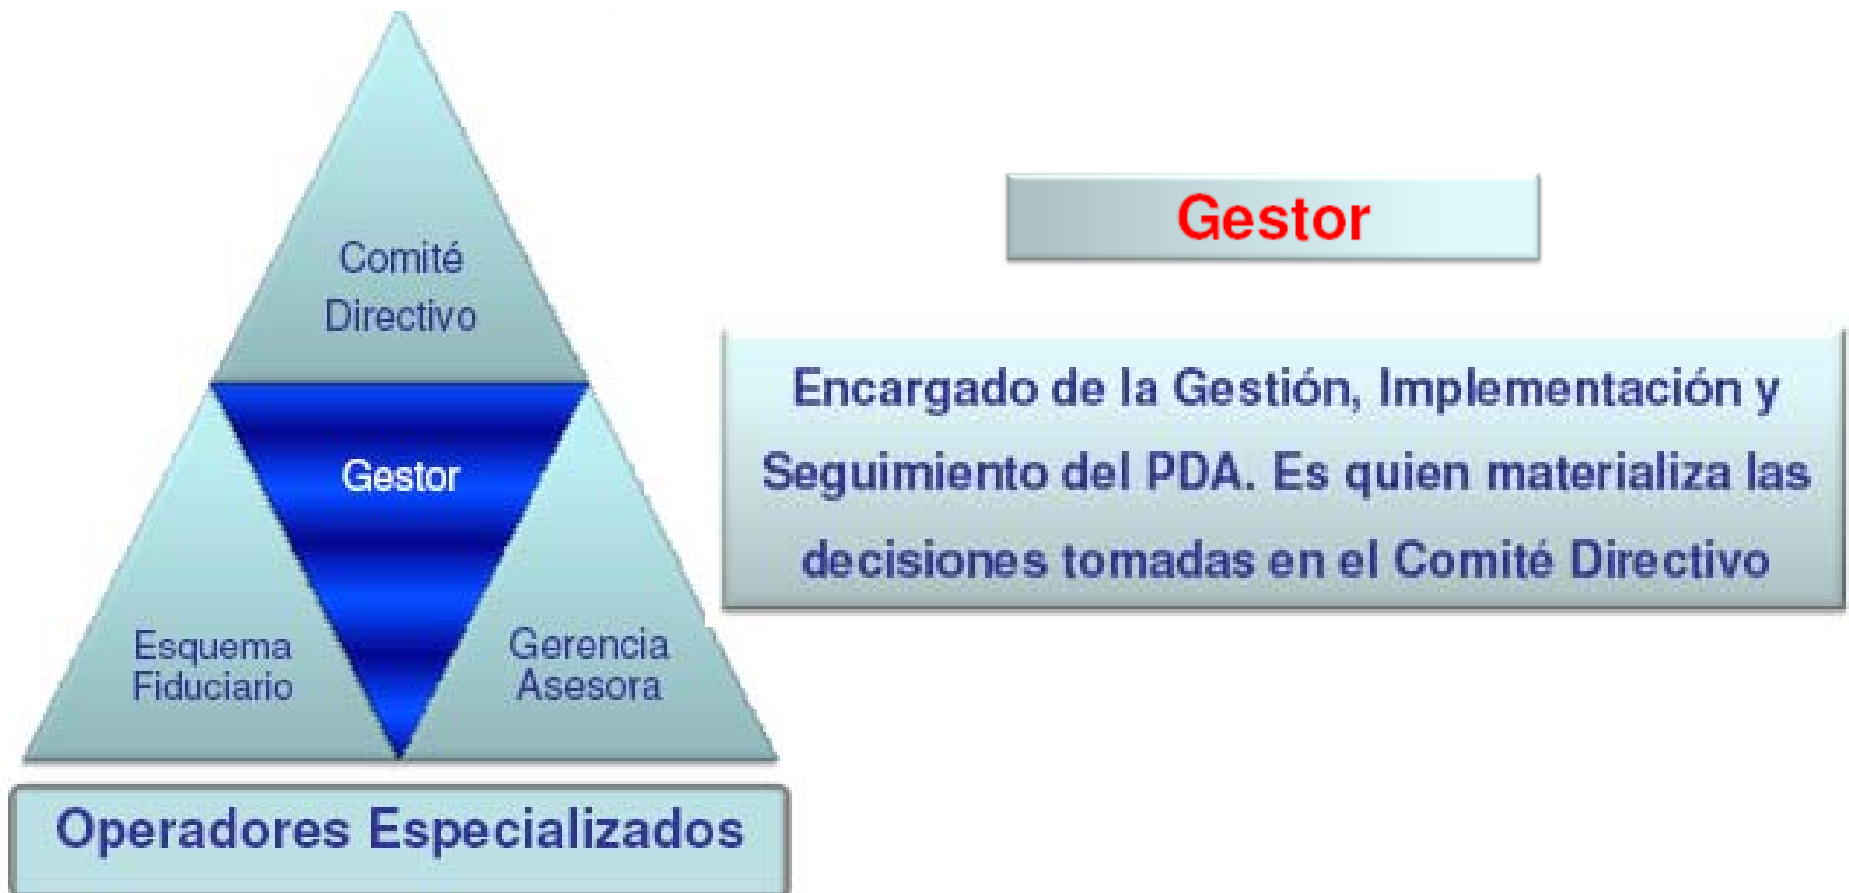 Comité
Directivo
Gestor
Esquema
Fiduciario
Gerencia
Asesora
Operadores Especializados
Gestor
Encargado de la Gestión, Implementación y
Seguimiento del PDA. Es quien materializa las
decisiones tomadas en el Comité Directivo